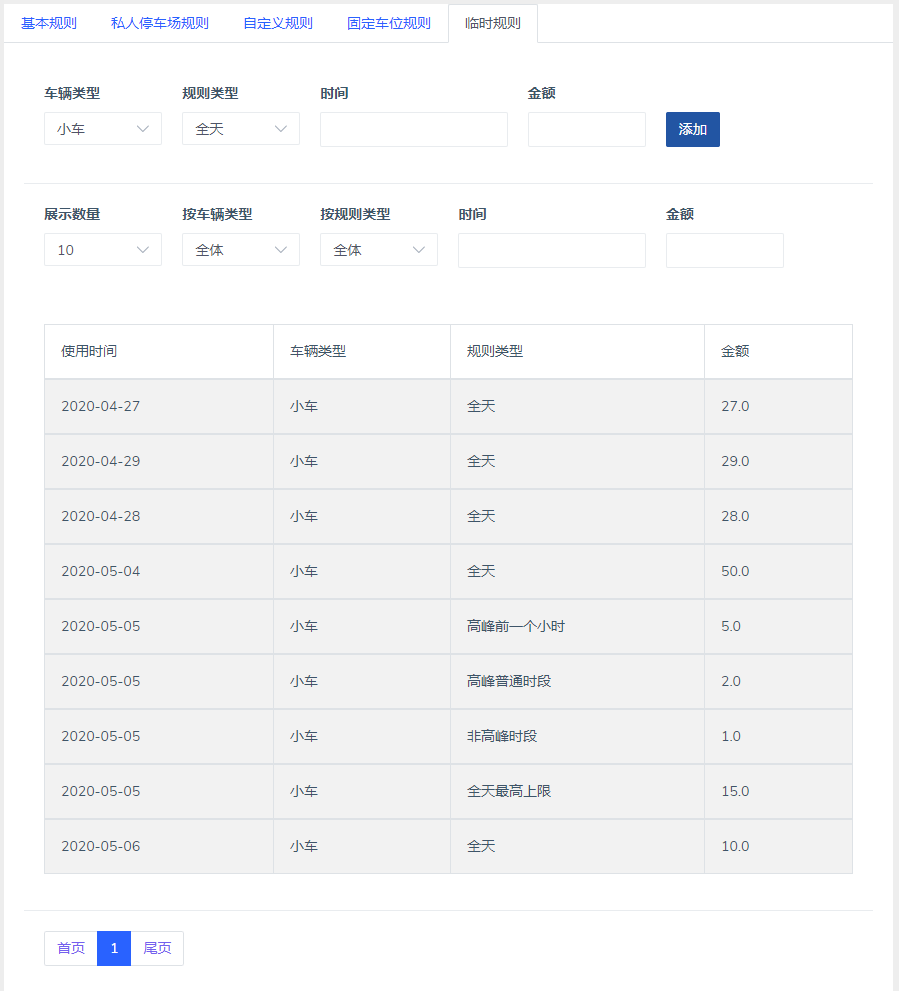 基本规则 私人停车场规则 自定义规则 固定车位规则 临时规则
车辆类型 规则类型 时间 金额
小车 全天 添加
展示数量 按车辆类型 按规则类型 时间 金额
10 全体 全体
使用时间 车辆类型 规则类型 金额
2020-04-27 小车 全天 27.0
2020-04-29 小车 全天 29.0
2020-04-28 小车 全天 28.0
2020-05-04 小车 全天 50.0
2020-05-05 小车 高峰前一个小时 5.0
2020-05-05 小车 高峰普通时段 2.0
2020-05-05 小车 非高峰时段 1.0
2020-05-05 小车 全天最高上限 15.0
2020-05-06 小车 全天 10.0
首页 1 尾页